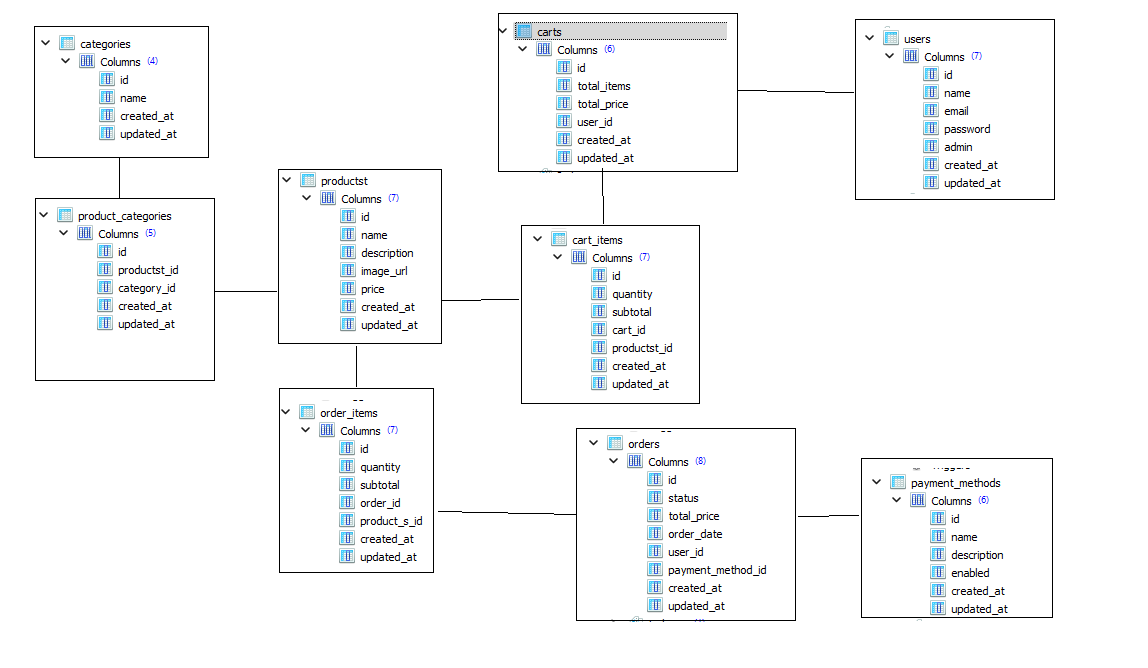 categories
Columns (4)
id
name
created_at
updated_at
product_categories
Columns (5)
id
productst_id
category_id
created_at
updated_at
productst
Columns (7)
id
name
description
image_url
price
created_at
updated_at
order_items
Columns (7)
id
quantity
subtotal
order_id
product_s_id
created_at
updated_at
carts
Columns (6)
id
total_items
total_price
user_id
created_at
updated_at
cart_items
Columns (7)
id
quantity
subtotal
cart_id
productst_id
created_at
updated_at
users
Columns (7)
id
name
email
password
admin
created_at
updated_at
orders
Columns (8)
id
status
total_price
order_date
user_id
payment_method_id
created_at
updated_at
payment_methods
Columns (6)
id
name
description
enabled
created_at
updated_at